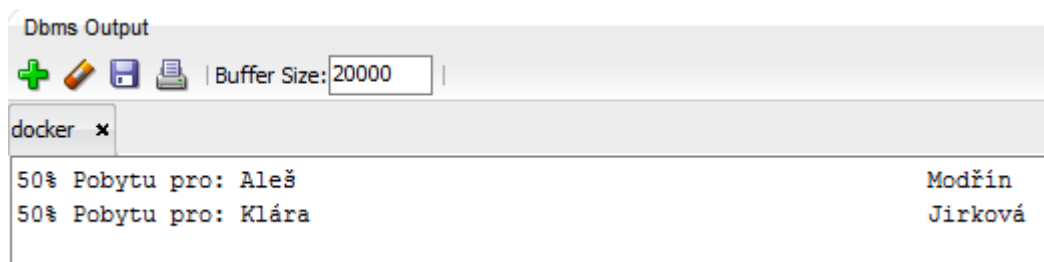 Dbms Output
Buffer Size: 20000
docker
50% Pobytu pro: Aleš Modřín
50% Pobytu pro: Klára Jirková